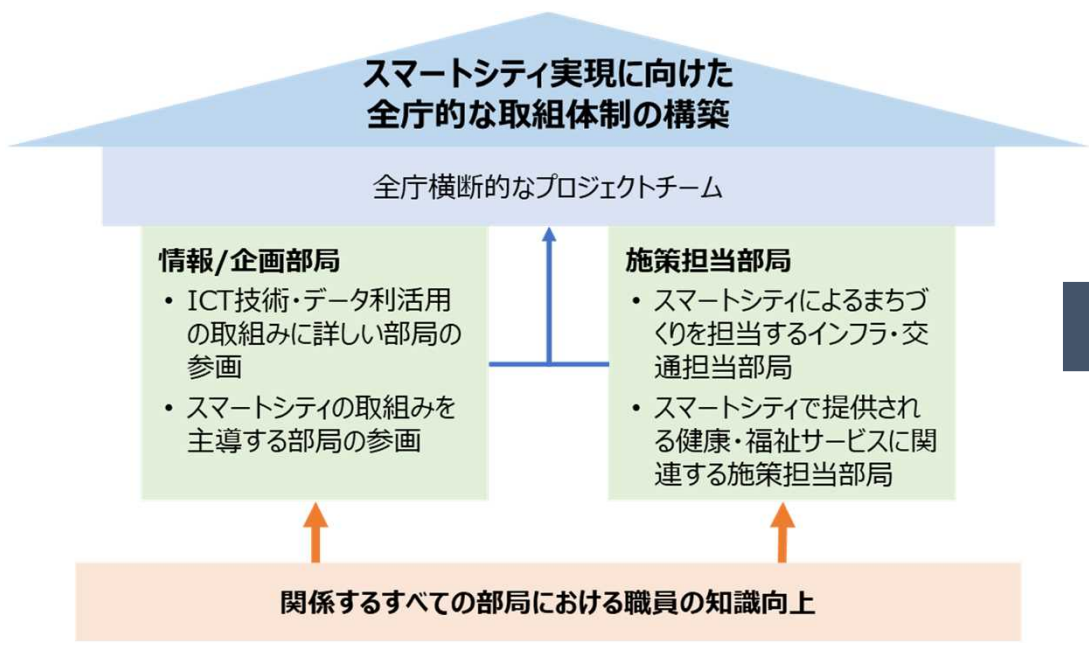 スマートシティ実現に向けた
全庁的な取組体制の構築
全庁横断的なプロジェクトチーム
情報/企画部局
• ICT技術・データ利活用
の取組みに詳しい部局の
参画
• スマートシティの取組みを
主導する部局の参画
施策担当部局
• スマートシティによるまちづ
くりを担当するインフラ・交
通担当部局
• スマートシティで提供され
る健康・福祉サービスに関
連する施策担当部局
関係するすべての部局における職員の知識向上